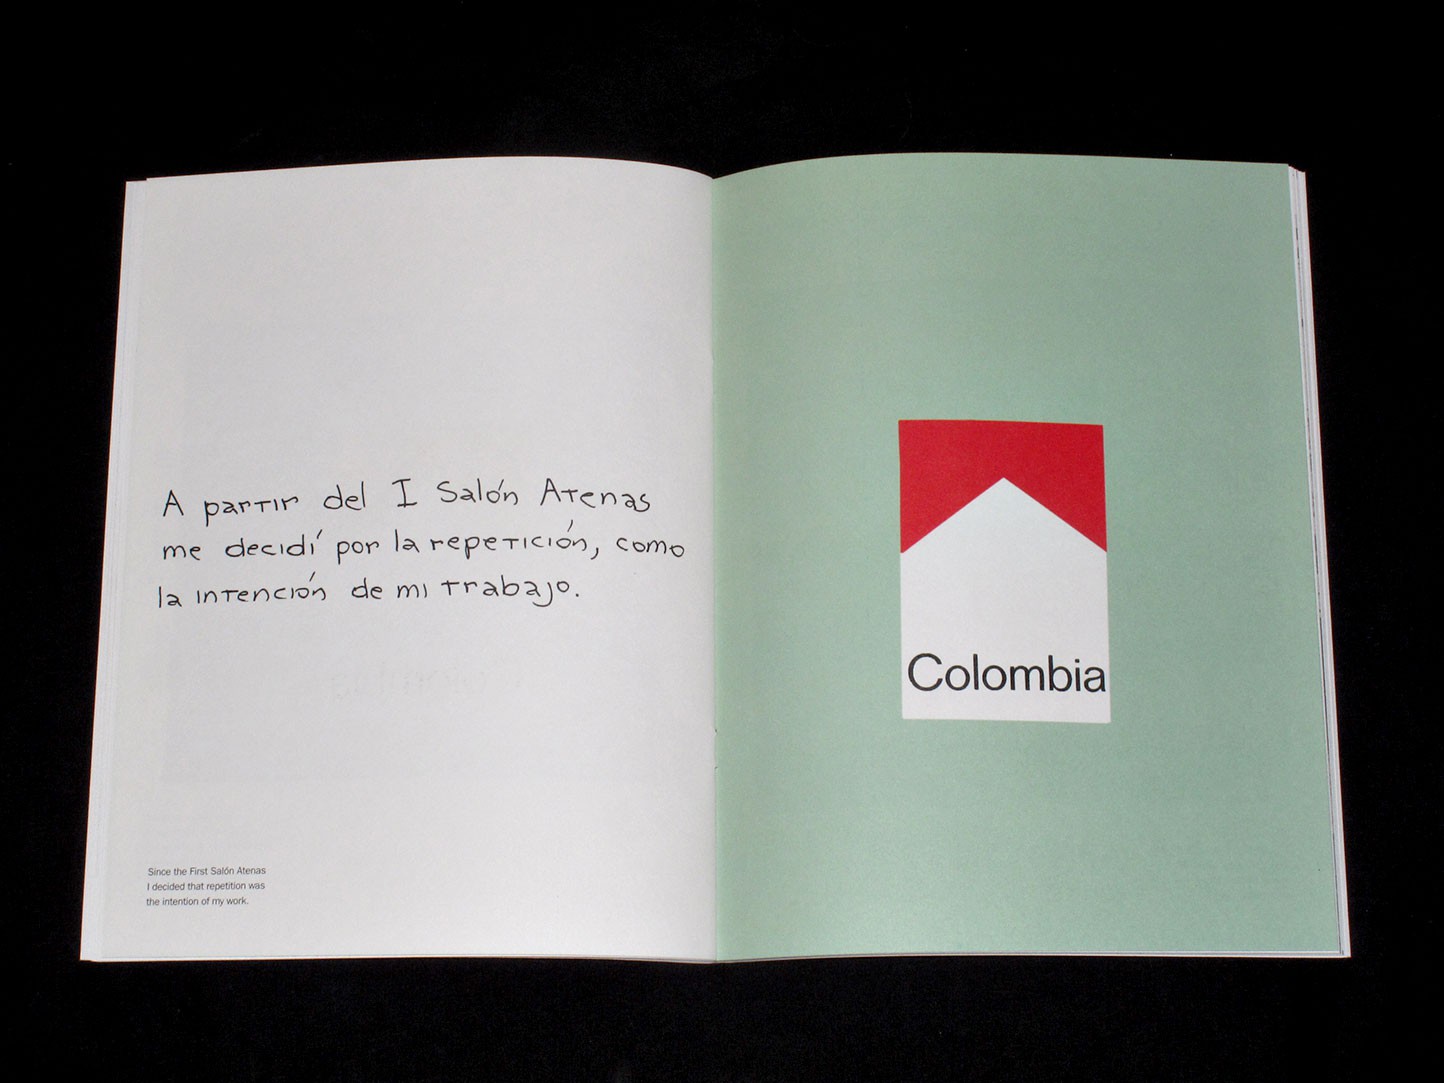 A partir del I Salón Atenas
me decidí por la repetición, como
la intención de mi trabajo.
Since the First Salón Atenas
I decided that repetition was
the intention of my work.
Colombia